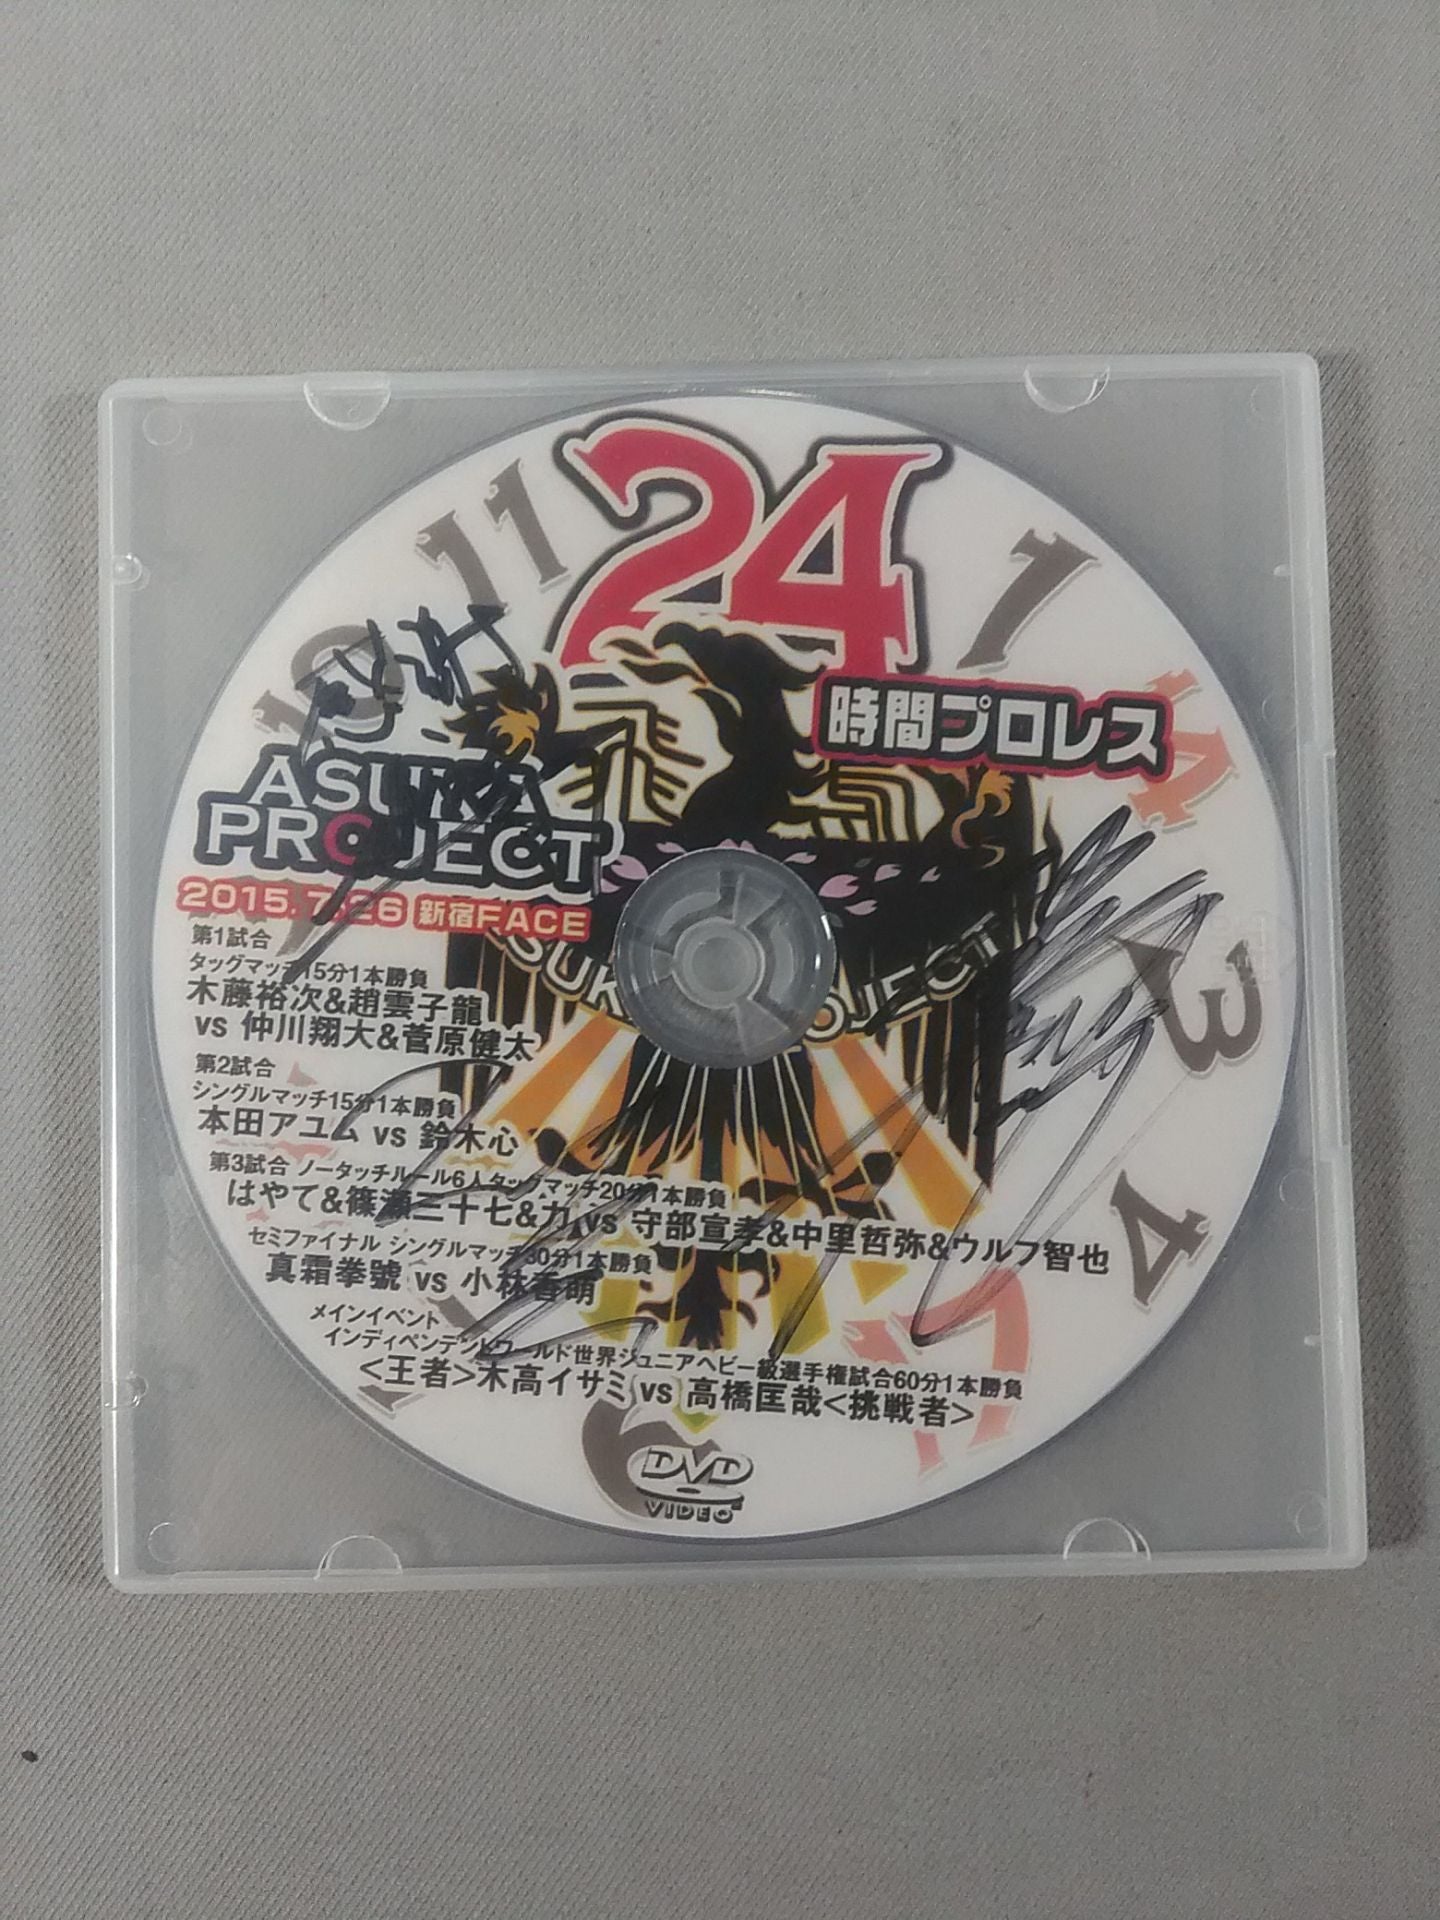 24
時間プロレス
11
1
10
3
4
ASUKA
PROJECT
2015.7.26 新宿FACE
第1試合
タッグマッチ15分1本勝負
木藤裕次&趙雲子龍
vs 仲川翔大&菅原健太
第2試合
シングルマッチ15分1本勝負
本田アユム vs 鈴木心
第3試合 ノータッチルール6人タッグマッチ20分1本勝負
はやて&篠瀬三十七&力 vs 守部宣孝&中里哲弥&ウルフ智也
セミファイナル シングルマッチ30分1本勝負
真霜拳號 vs 小林香萌
メインイベント
インディペンデントワールド世界ジュニアヘビー級選手権試合60分1本勝負
<王者>木高イサミ vs 高橋匡哉<挑戦者>
DVD
VIDEO